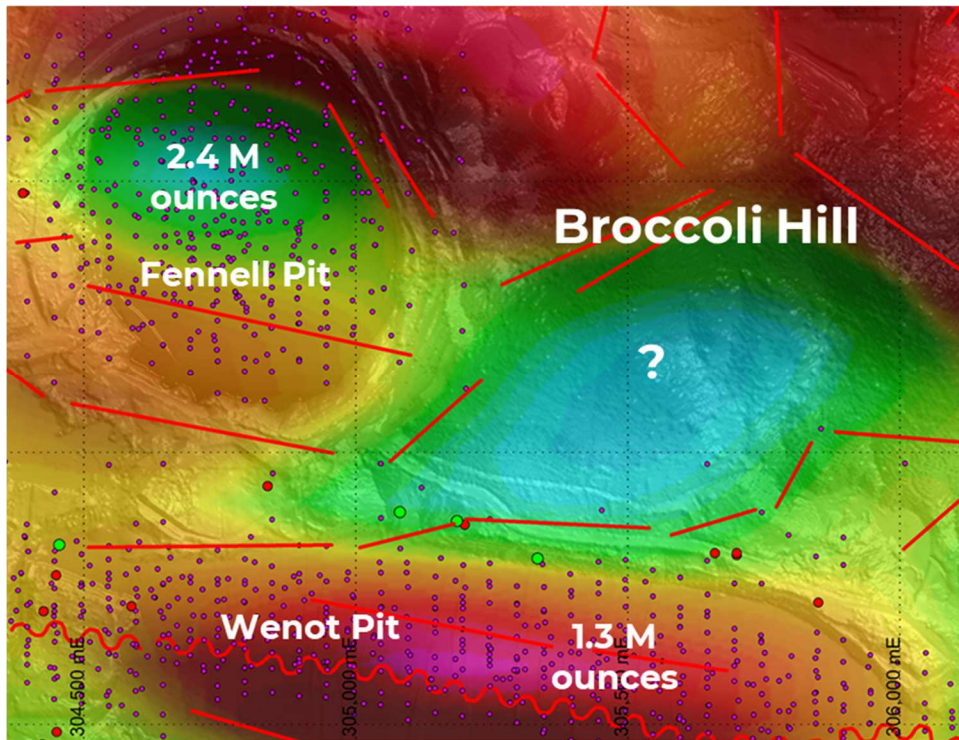 2.4 M
ounces
Broccoli Hill
Fennell Pit
?
Wenot Pit
1.3 M
ounces
304,500 mE
305,000 mE
305,500 mE
306,000 mE